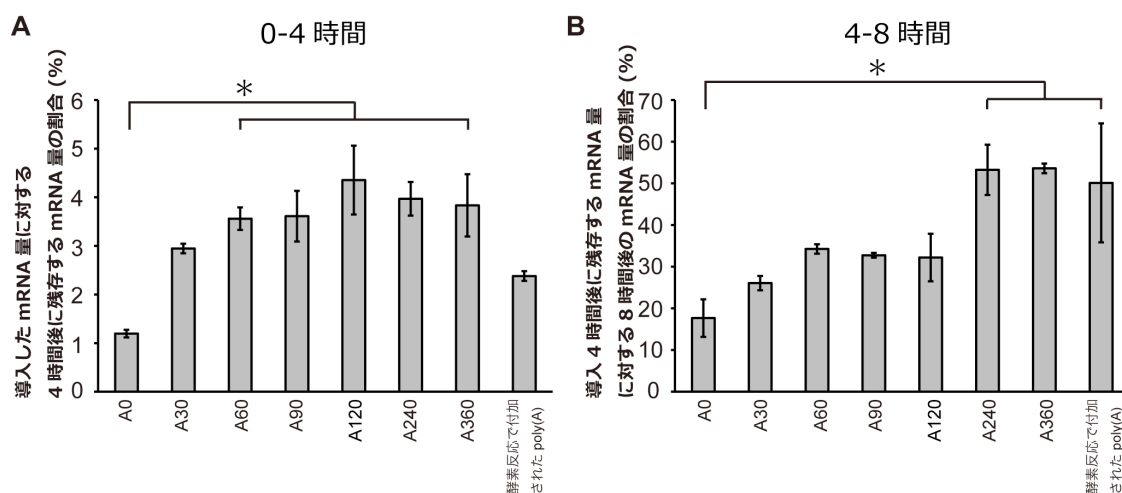 A
0-4 時間
導入した mRNA 量に対する
4 時間後に残存する mRNA 量の割合 (%)
*
6
5
4
3
2
1
0
A0
A30
A60
A90
A120
A240
A360
酵素反応で付加
された poly(A)
B
4-8 時間
導入 4 時間後に残存する mRNA 量
に対する 8 時間後の mRNA 量の割合 (%)
*
70
60
50
40
30
20
10
0
A0
A30
A60
A90
A120
A240
A360
酵素反応で付加
された poly(A)